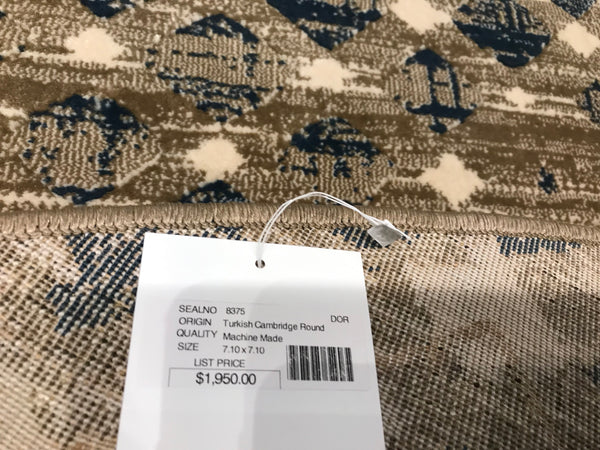 SEALNO 8375
DOR
ORIGIN Turkish Cambridge Round
QUALITY Machine Made
SIZE 7.10 x 7.10
LIST PRICE
$1,950.00